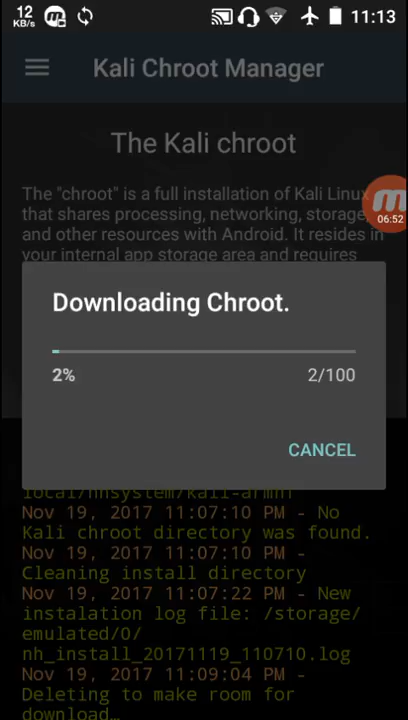 12
KB/s
11:13
Kali Chroot Manager
The Kali chroot
The "chroot" is a full installation of Kali Linux
that shares processing, networking, storage,
and other resources with Android. It resides in
your internal app storage area and requires
06:52
Downloading Chroot.
2% 2/100
CANCEL
local/nhsystem/kali-armhf
Nov 19, 2017 11:07:10 PM - No
Kali chroot directory was found.
Nov 19, 2017 11:07:10 PM -
Cleaning install directory
Nov 19, 2017 11:07:22 PM - New
instalation log file: /storage/
emulated/0/
nh_install_20171119_110710.log
Nov 19, 2017 11:09:04 PM -
Deleting to make room for
download…